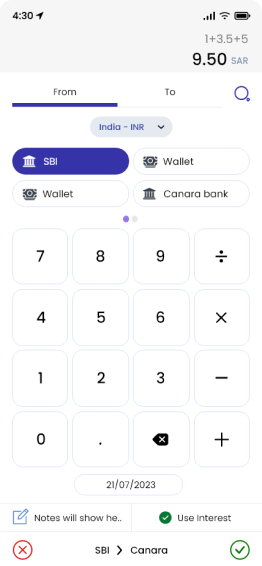 4:30
1+3.5+5
9.50 SAR
From To
India - INR
SBI Wallet
Wallet Canara bank
7 8 9 ÷
4 5 6 ×
1 2 3 −
0 . +
21/07/2023
Notes will show he.. Use Interest
SBI ❯ Canara